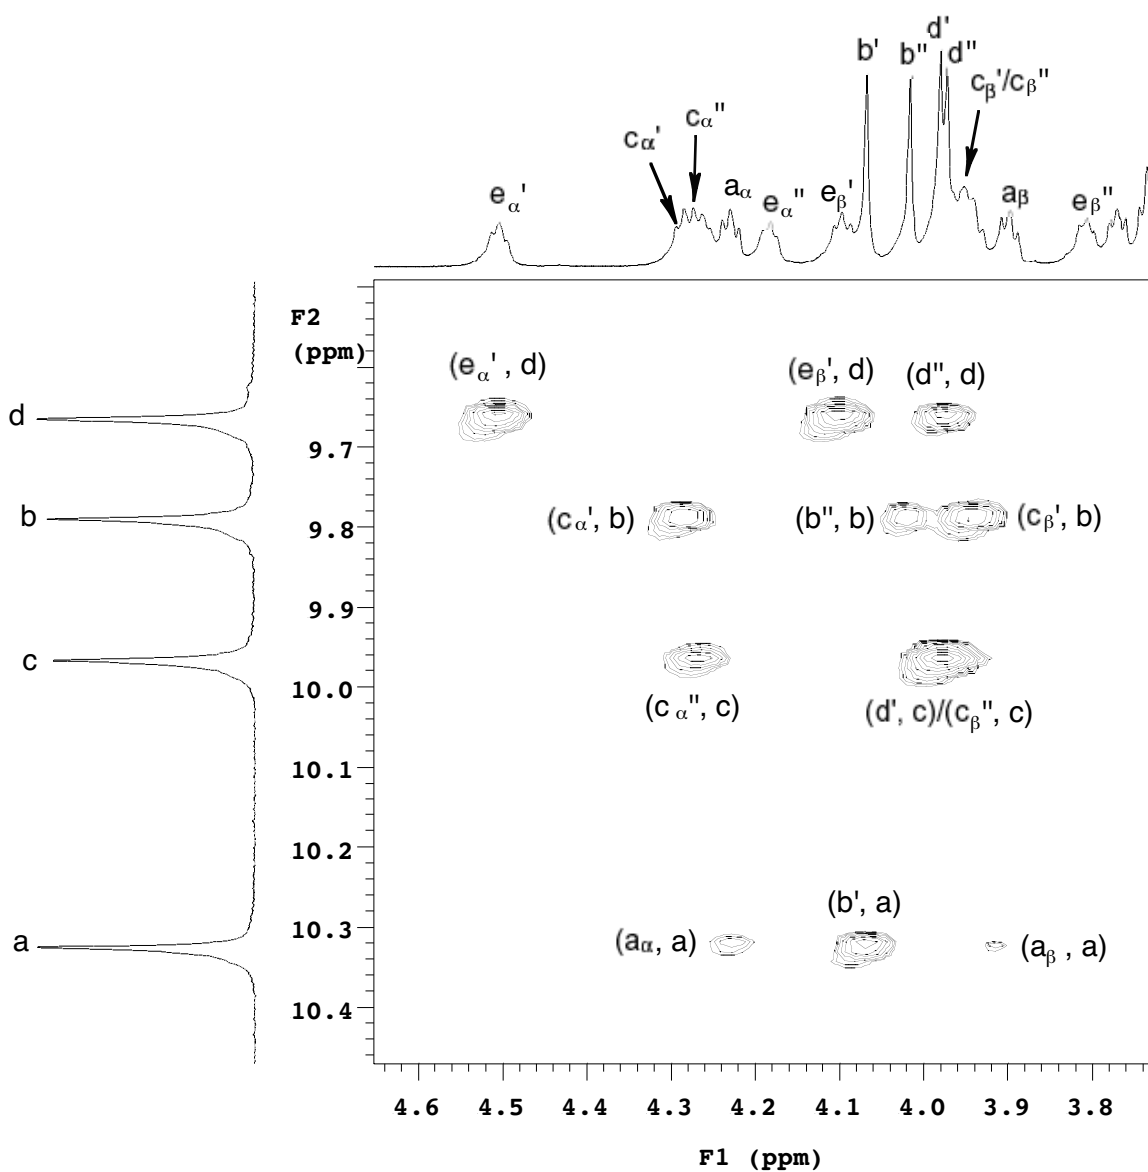 d'
b' b'' d''
cβ'/cβ''
cα''
cα'
eα' aα eα'' eβ' aβ eβ''
F2
(ppm)
(eα' , d) (eβ', d) (d'', d)
d
9.7
b (cα', b) (b'', b) (cβ', b)
9.8
9.9
c
10.0
(cα'', c) (d', c)/(cβ'', c)
10.1
10.2
(b', a)
10.3
a (aα, a) (aβ , a)
10.4
4.6 4.5 4.4 4.3 4.2 4.1 4.0 3.9 3.8
F1 (ppm)